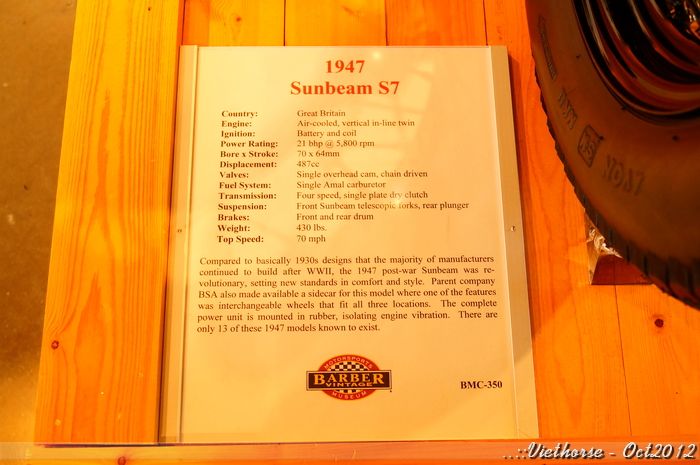 1947
Sunbeam S7
Country: Great Britain
Engine: Air-cooled, vertical in-line twin
Ignition: Battery and coil
Power Rating: 21 bhp @ 5,800 rpm
Bore x Stroke: 70 x 64mm
Displacement: 487cc
Valves: Single overhead cam, chain driven
Fuel System: Single Amal carburetor
Transmission: Four speed, single plate dry clutch
Suspension: Front Sunbeam telescopic forks, rear plunger
Brakes: Front and rear drum
Weight: 430 lbs.
Top Speed: 70 mph
Compared to basically 1930s designs that the majority of manufacturers
continued to build after WWII, the 1947 post-war Sunbeam was re-
volutionary, setting new standards in comfort and style. Parent company
BSA also made available a sidecar for this model where one of the features
was interchangeable wheels that fit all three locations. The complete
power unit is mounted in rubber, isolating engine vibration. There are
only 13 of these 1947 models known to exist.
MOTORSPORTS
BARBER
VINTAGE
MUSEUM
BMC-350
..::Viethorse - Oct2012